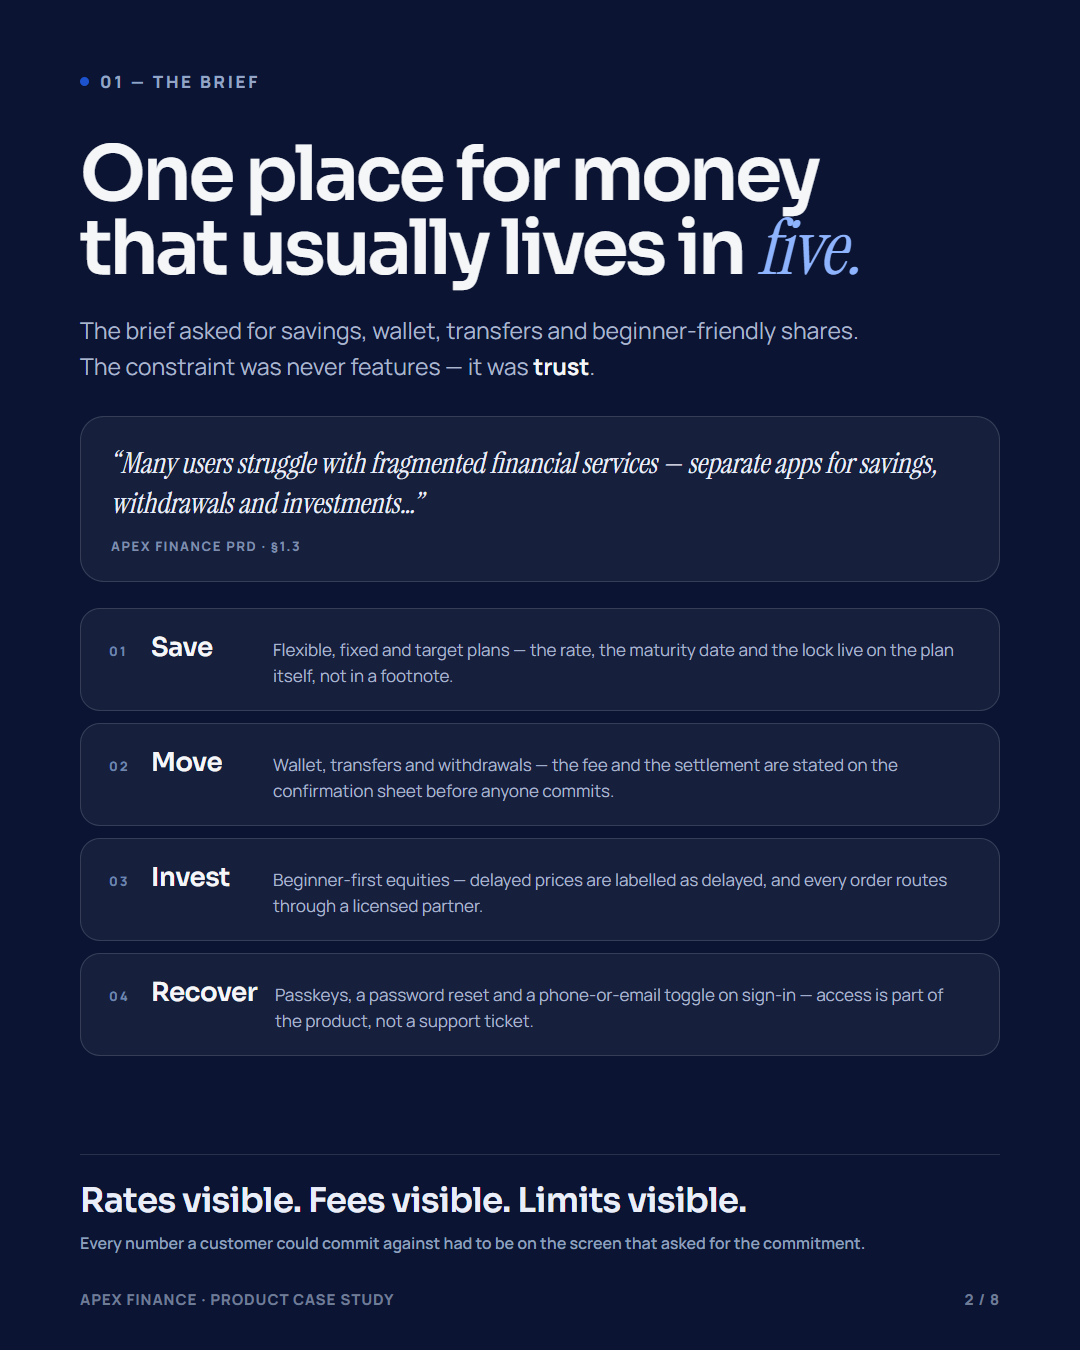 01 — THE BRIEF
One place for money
that usually lives in five.
The brief asked for savings, wallet, transfers and beginner-friendly shares.
The constraint was never features — it was trust.
“Many users struggle with fragmented financial services — separate apps for savings,
withdrawals and investments...”
APEX FINANCE PRD · §1.3
01 Save Flexible, fixed and target plans — the rate, the maturity date and the lock live on the plan
itself, not in a footnote.
02 Move Wallet, transfers and withdrawals — the fee and the settlement are stated on the
confirmation sheet before anyone commits.
03 Invest Beginner-first equities — delayed prices are labelled as delayed, and every order routes
through a licensed partner.
04 Recover Passkeys, a password reset and a phone-or-email toggle on sign-in — access is part of
the product, not a support ticket.
Rates visible. Fees visible. Limits visible.
Every number a customer could commit against had to be on the screen that asked for the commitment.
APEX FINANCE · PRODUCT CASE STUDY 2 / 8